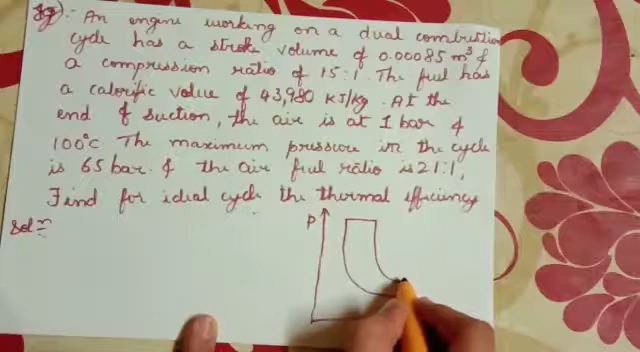 Eg):- An engine working on a dual combustion
cycle has a stroke volume of 0.00085 m³ &
a compression ratio of 15:1. The fuel has
a calorific value of 43,980 KJ/kg. At the
end of suction, the air is at 1 bar &
100°C The maximum pressure in the cycle
is 65 bar. & the air fuel ratio is 21:1,
Find for ideal cycle the thermal efficiency
Solⁿ:
P